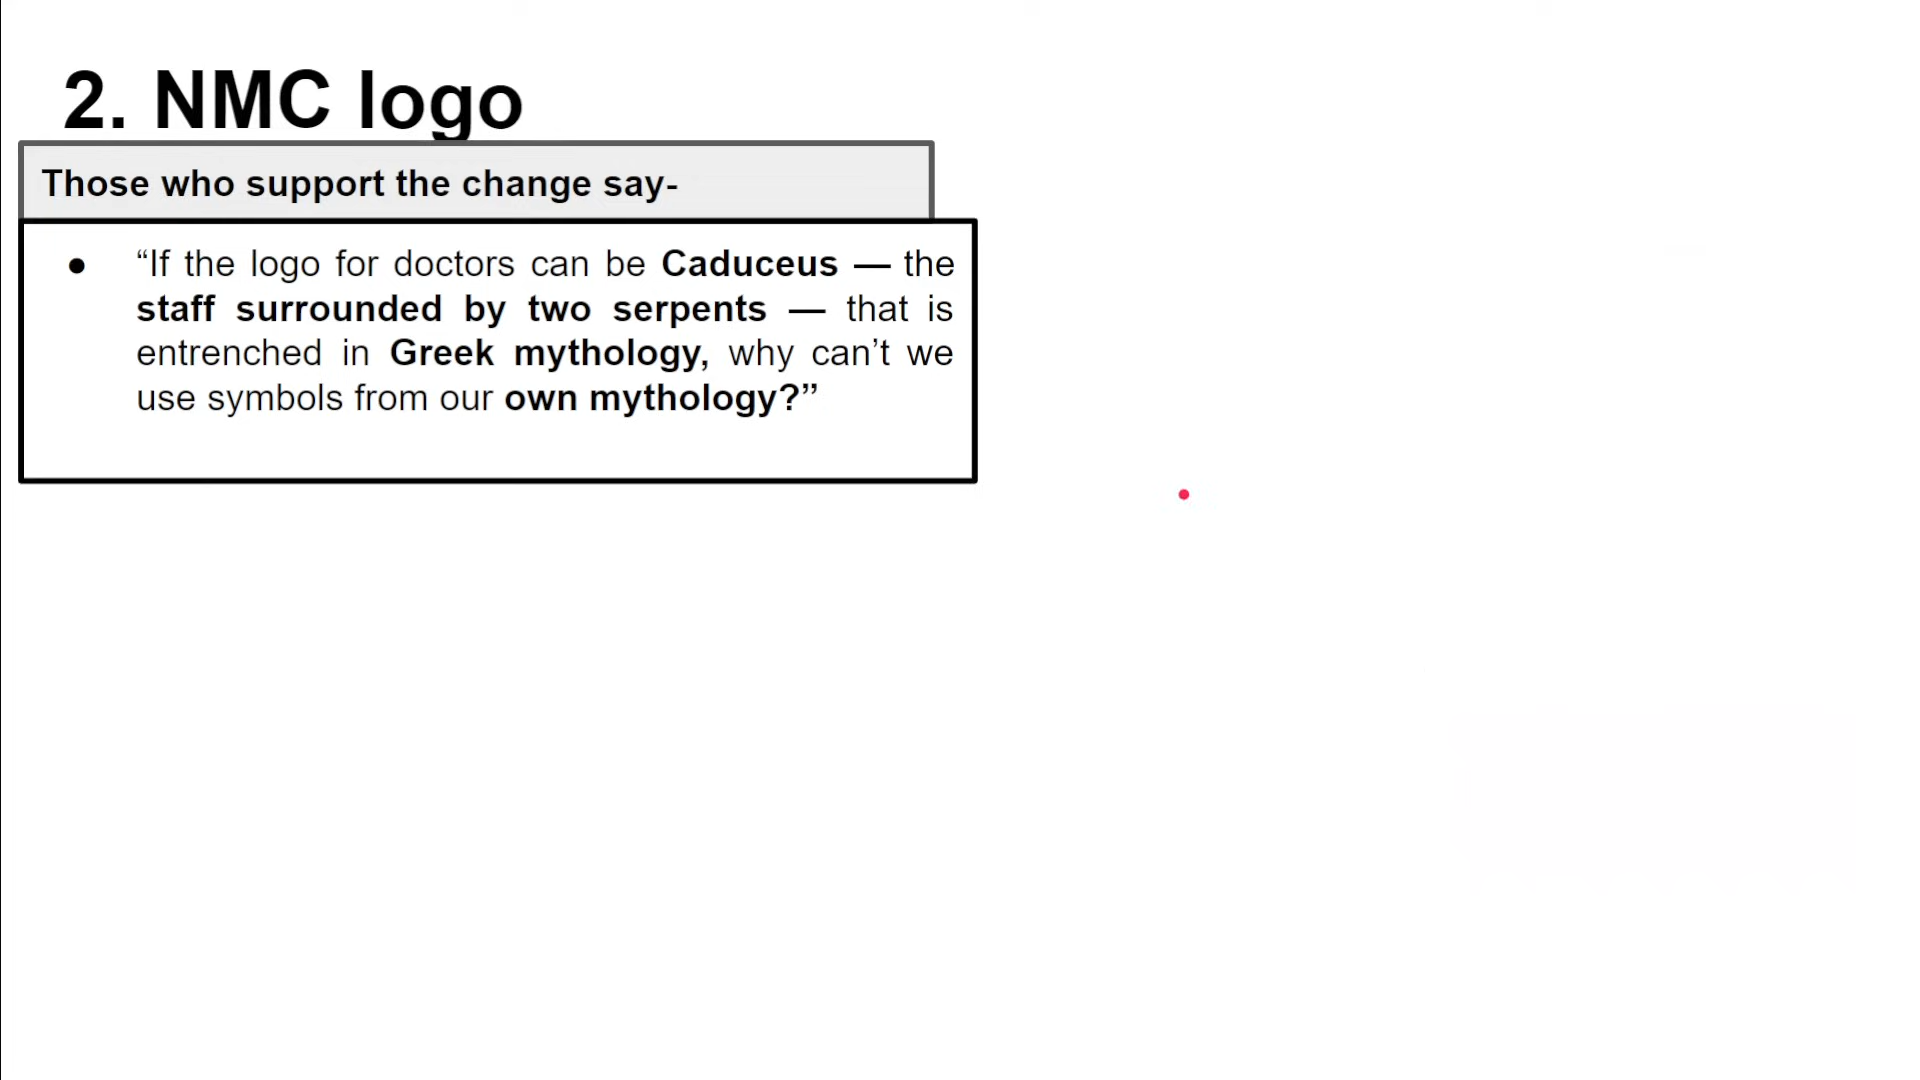 2. NMC logo
Those who support the change say-
● “If the logo for doctors can be Caduceus — the
staff surrounded by two serpents — that is
entrenched in Greek mythology, why can’t we
use symbols from our own mythology?”